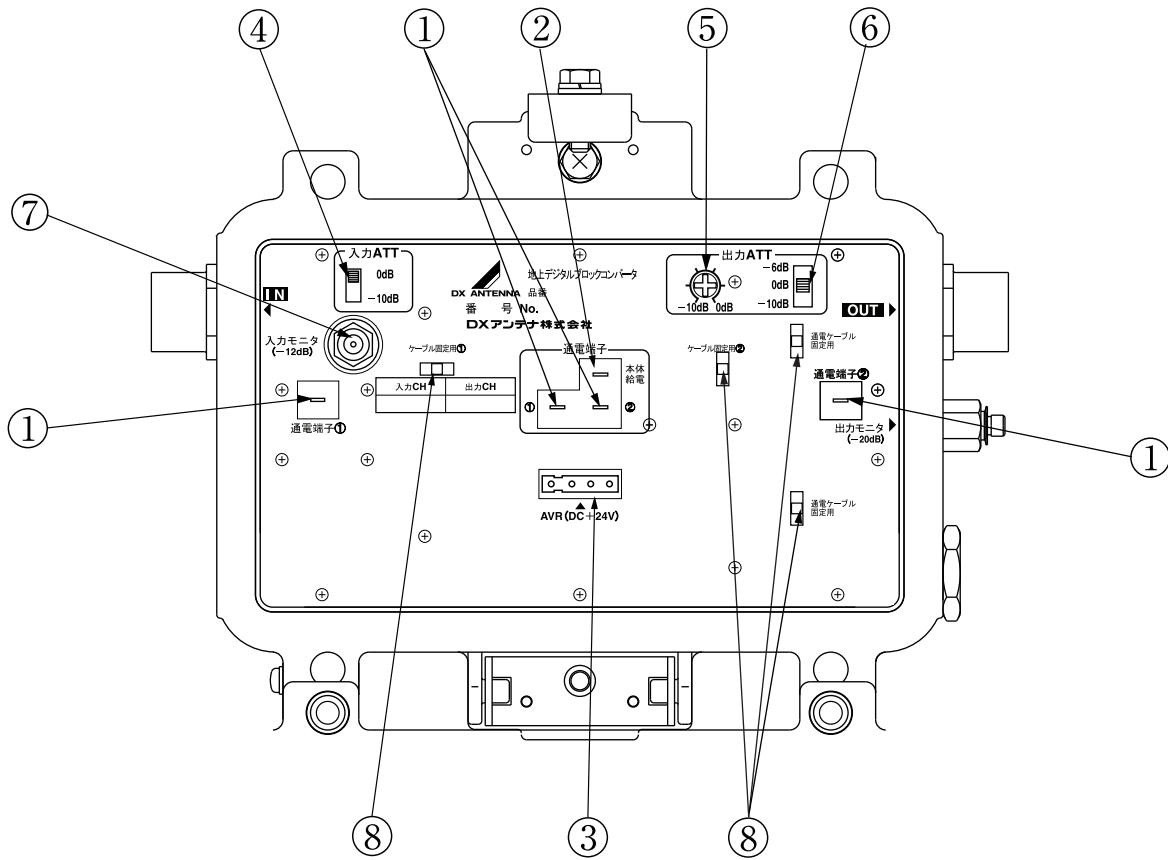 ④ ① ② ⑤ ⑥
⑦
入力ATT
0dB
−10dB
IN
DX ANTENNA
地上デジタルブロックコンバータ
品番
番 号 No.
DXアンテナ株式会社
出力ATT
−10dB 0dB
−6dB
0dB
−10dB
OUT
入力モニタ
(−12dB)
ケーブル固定用①
入力CH 出力CH
通電端子
本体
給電
① ②
ケーブル固定用②
通電ケーブル
固定用
通電端子②
出力モニタ
(−20dB)
①
通電端子①
①
AVR(DC+24V)
通電ケーブル
固定用
⑧ ③ ⑧